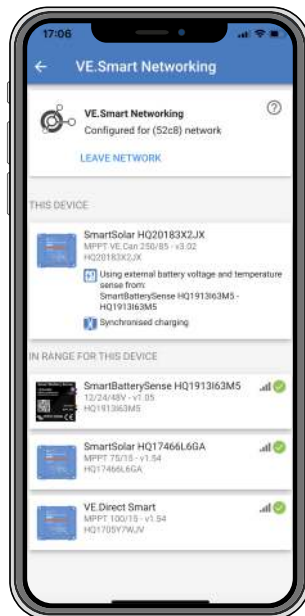 17:06
VE.Smart Networking
VE.Smart Networking
Configured for (52c8) network
LEAVE NETWORK
THIS DEVICE
SmartSolar HQ20183X2JX
MPPT VE.Can 250/85 - v3.02
HQ20183X2JX
Using external battery voltage and temperature
sense from:
SmartBatterySense HQ1913I63M5 -
HQ1913I63M5
Synchronised charging
IN RANGE FOR THIS DEVICE
SmartBatterySense HQ1913I63M5
12/24/48V - v1.05
HQ1913I63M5
SmartSolar HQ17466L6GA
MPPT 75/15 - v1.54
HQ17466L6GA
VE.Direct Smart
MPPT 100/15 - v1.54
HQ1705Y7WJV